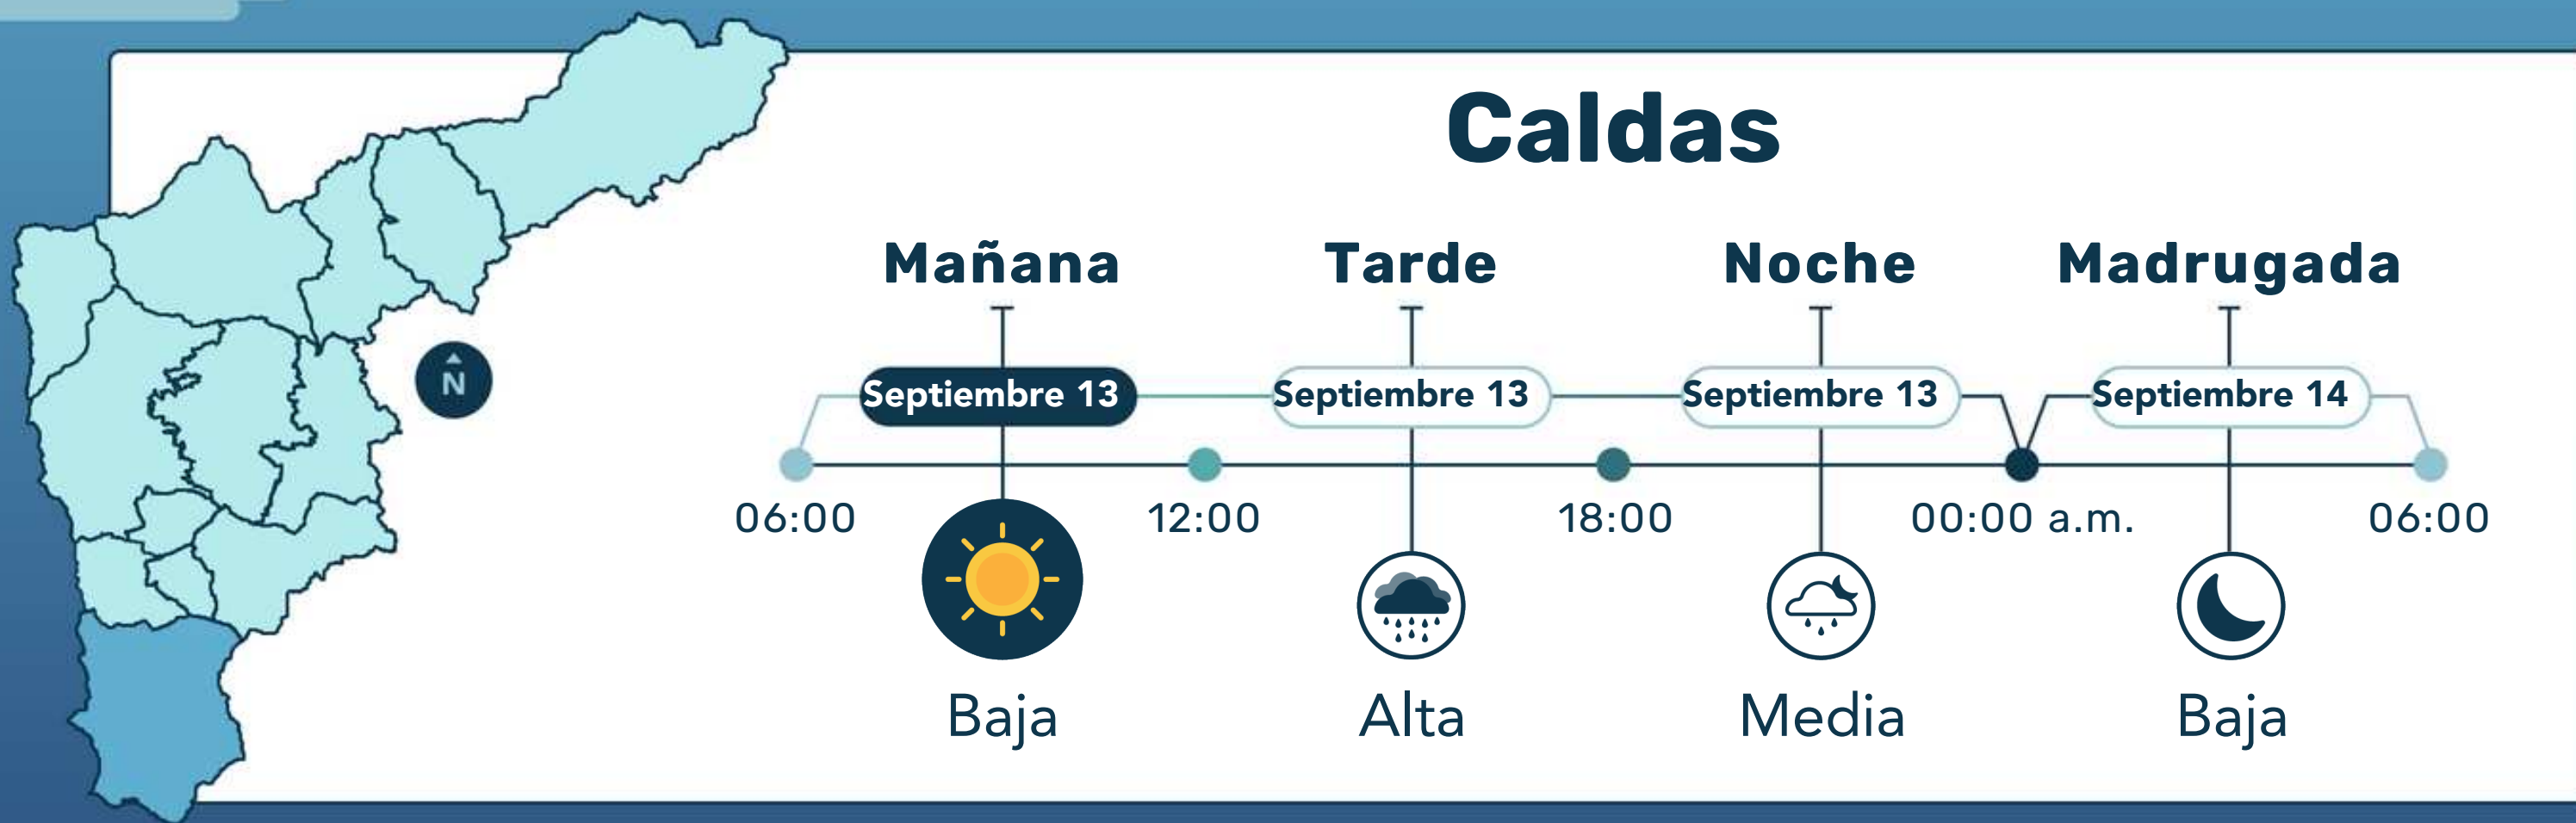 Caldas
Mañana Tarde Noche Madrugada
N
Septiembre 13 Septiembre 13 Septiembre 13 Septiembre 14
06:00 12:00 18:00 00:00 a.m. 06:00
Baja Alta Media Baja